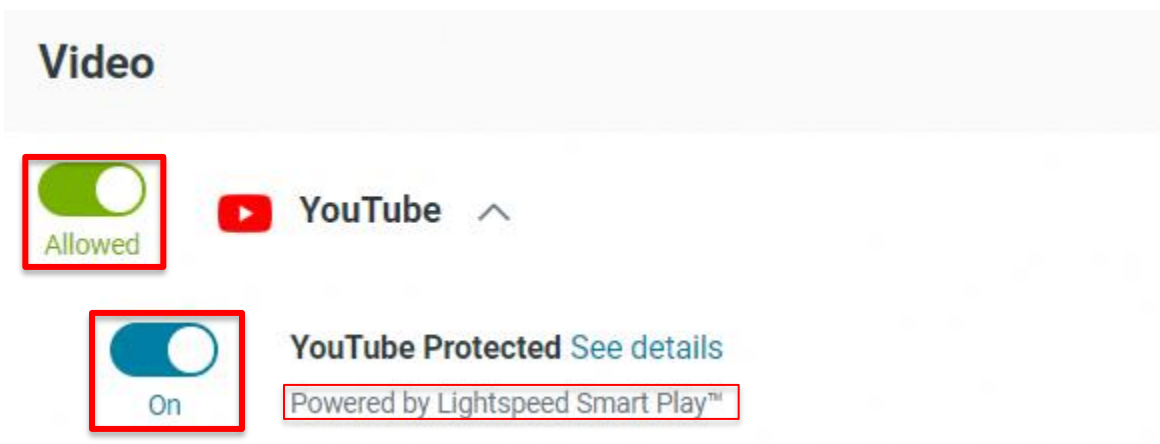 Video
YouTube
Allowed
YouTube Protected See details
On
Powered by Lightspeed Smart Play™